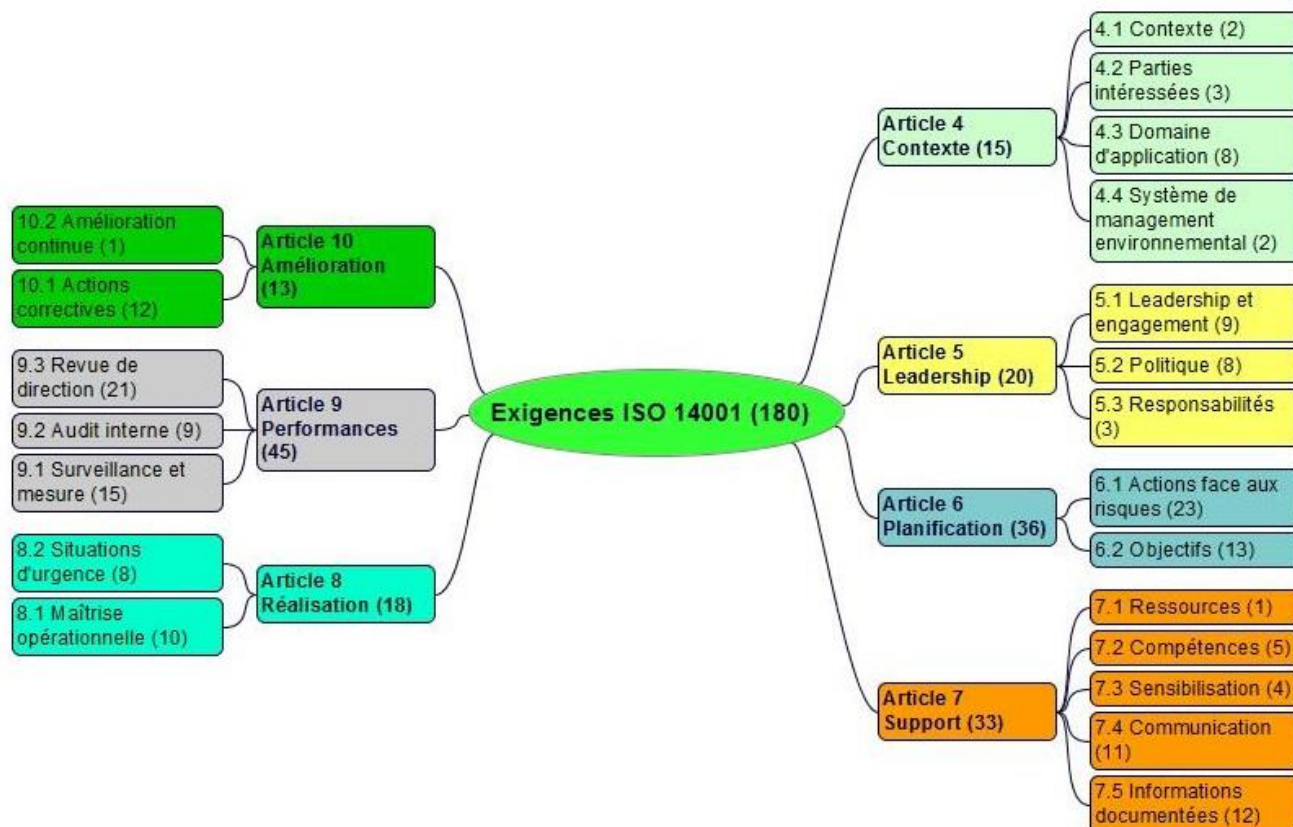 Exigences ISO 14001 (180)
Article 4
Contexte (15)
4.1 Contexte (2)
4.2 Parties
intéressées (3)
4.3 Domaine
d'application (8)
4.4 Système de
management
environnemental (2)
Article 5
Leadership (20)
5.1 Leadership et
engagement (9)
5.2 Politique (8)
5.3 Responsabilités
(3)
Article 6
Planification (36)
6.1 Actions face aux
risques (23)
6.2 Objectifs (13)
Article 7
Support (33)
7.1 Ressources (1)
7.2 Compétences (5)
7.3 Sensibilisation (4)
7.4 Communication
(11)
7.5 Informations
documentées (12)
Article 8
Réalisation (18)
8.2 Situations
d'urgence (8)
8.1 Maîtrise
opérationnelle (10)
Article 9
Performances
(45)
9.3 Revue de
direction (21)
9.2 Audit interne (9)
9.1 Surveillance et
mesure (15)
Article 10
Amélioration
(13)
10.2 Amélioration
continue (1)
10.1 Actions
correctives (12)